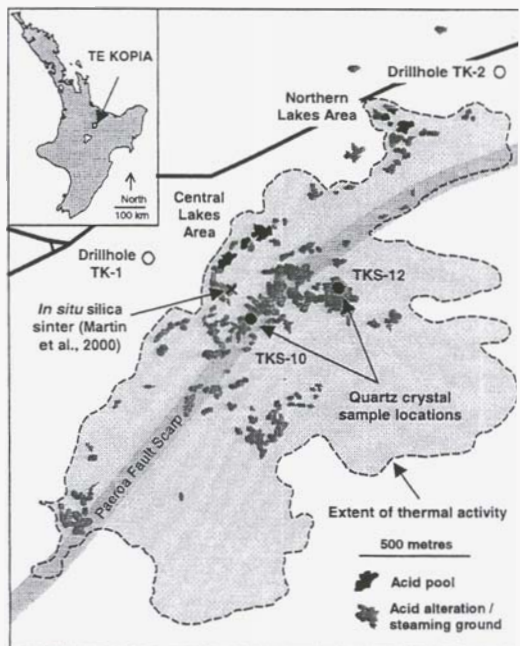 TE KOPIA
North
100 km
Drillhole TK-2
Northern
Lakes Area
Central
Lakes
Area
Drillhole
TK-1
In situ silica
sinter (Martin
et al., 2000)
TKS-12
TKS-10
Quartz crystal
sample locations
Paeroa Fault Scarp
Extent of thermal activity
500 metres
Acid pool
Acid alteration /
steaming ground